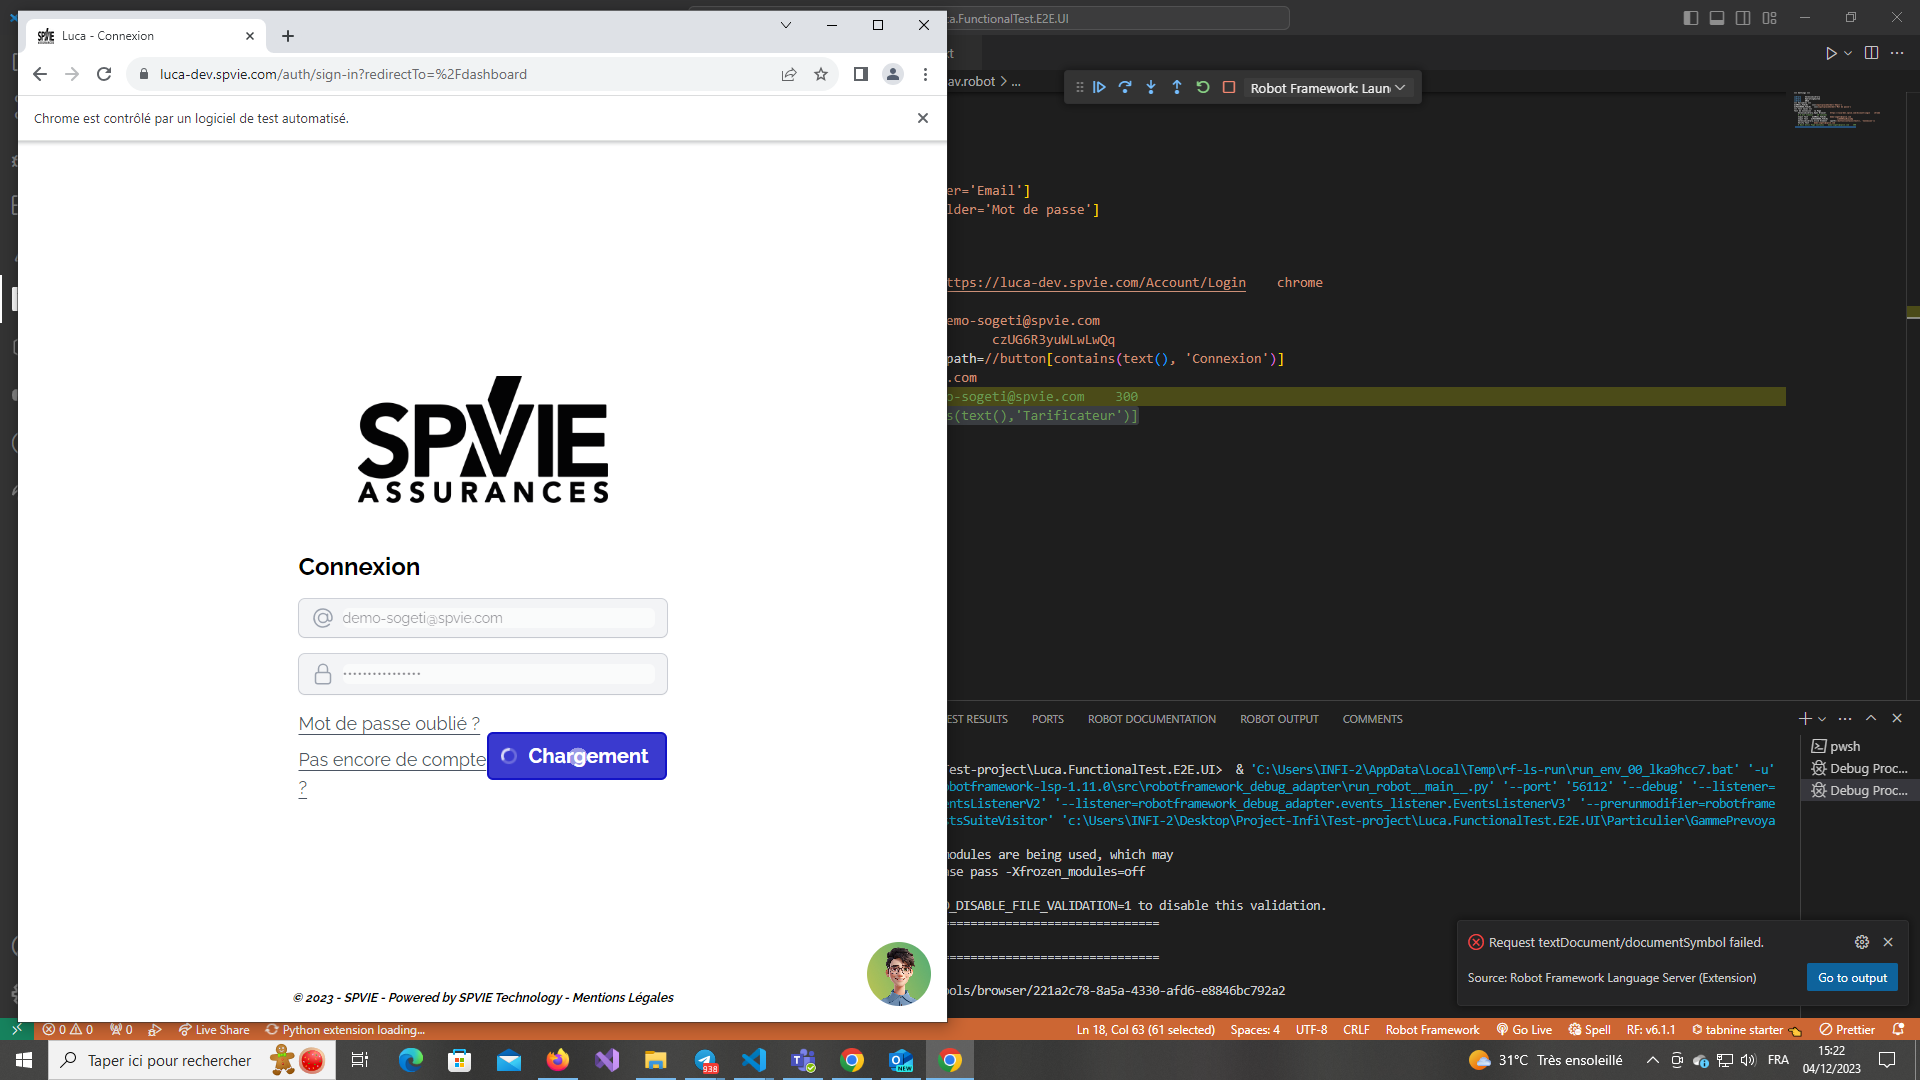 Luca - Connexion
luca-dev.spvie.com/auth/sign-in?redirectTo=%2Fdashboard
Chrome est contrôlé par un logiciel de test automatisé.
SPVIE
ASSURANCES
Connexion
demo-sogeti@spvie.com
••••••••••••••••
Mot de passe oublié ?
Pas encore de compte
?
Chargement
© 2023 - SPVIE - Powered by SPVIE Technology - Mentions Légales
ca.FunctionalTest.E2E.UI
av.robot > ...
Robot Framework: Laun
er='Email']
lder='Mot de passe']
ttps://luca-dev.spvie.com/Account/Login    chrome
emo-sogeti@spvie.com
czUG6R3yuWLwLwQq
path=//button[contains(text(), 'Connexion')]
.com
o-sogeti@spvie.com    300
s(text(),'Tarificateur')]
EST RESULTS
PORTS
ROBOT DOCUMENTATION
ROBOT OUTPUT
COMMENTS
Test-project\Luca.FunctionalTest.E2E.UI>  & 'C:\Users\INFI-2\AppData\Local\Temp\rf-ls-run\run_env_00_lka9hcc7.bat' '-u'
obotframework-lsp-1.11.0\src\robotframework_debug_adapter\run_robot__main__.py' '--port' '56112' '--debug' '--listener=
entsListenerV2' '--listener=robotframework_debug_adapter.events_listener.EventsListenerV3' '--prerunmodifier=robotframe
stsSuiteVisitor' 'c:\Users\INFI-2\Desktop\Project-Infi\Test-project\Luca.FunctionalTest.E2E.UI\Particulier\GammePrevoya
modules are being used, which may
use pass -Xfrozen_modules=off
D_DISABLE_FILE_VALIDATION=1 to disable this validation.
==============================
==============================
ools/browser/221a2c78-8a5a-4330-afd6-e8846bc792a2
pwsh
Debug Proc...
Debug Proc...
Request textDocument/documentSymbol failed.
Source: Robot Framework Language Server (Extension)
Go to output
0 0
0
Live Share
Python extension loading...
Ln 18, Col 63 (61 selected)
Spaces: 4
UTF-8
CRLF
Robot Framework
Go Live
Spell
RF: v6.1.1
tabnine starter
Prettier
Taper ici pour rechercher
938
NEW
31°C Très ensoleillé
FRA
15:22
04/12/2023